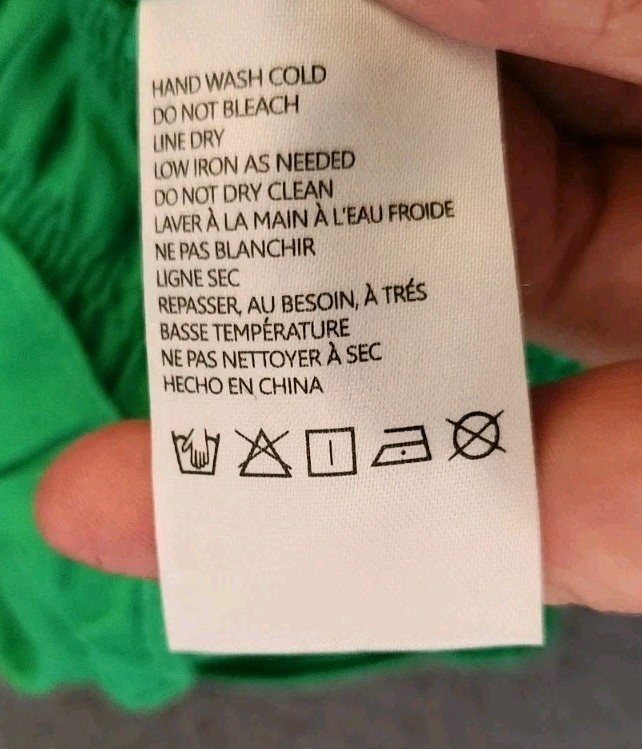 HAND WASH COLD
DO NOT BLEACH
LINE DRY
LOW IRON AS NEEDED
DO NOT DRY CLEAN
LAVER À LA MAIN À L'EAU FROIDE
NE PAS BLANCHIR
LIGNE SEC
REPASSER, AU BESOIN, À TRÉS
BASSE TEMPÉRATURE
NE PAS NETTOYER À SEC
HECHO EN CHINA